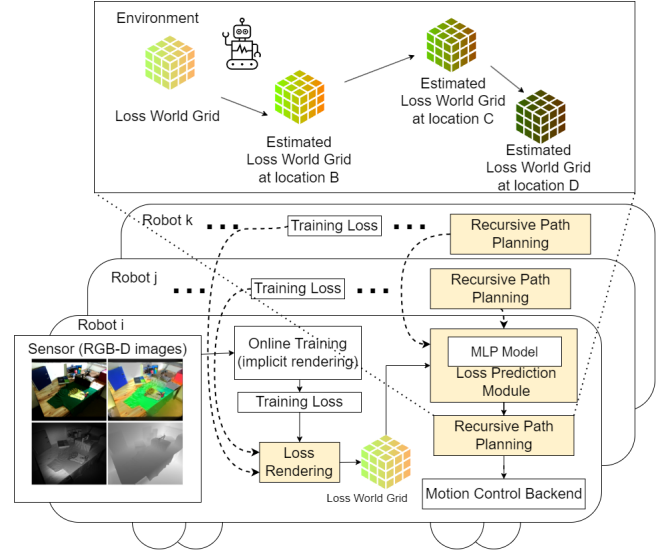 Environment
Loss World Grid
Estimated
Loss World Grid
at location B
Estimated
Loss World Grid
at location C
Estimated
Loss World Grid
at location D
Robot k
Training Loss
Recursive Path
Planning
Robot j
Training Loss
Recursive Path
Planning
Robot i
Sensor (RGB-D images)
Online Training
(implicit rendering)
Training Loss
Loss
Rendering
Loss World Grid
MLP Model
Loss Prediction
Module
Recursive Path
Planning
Motion Control Backend